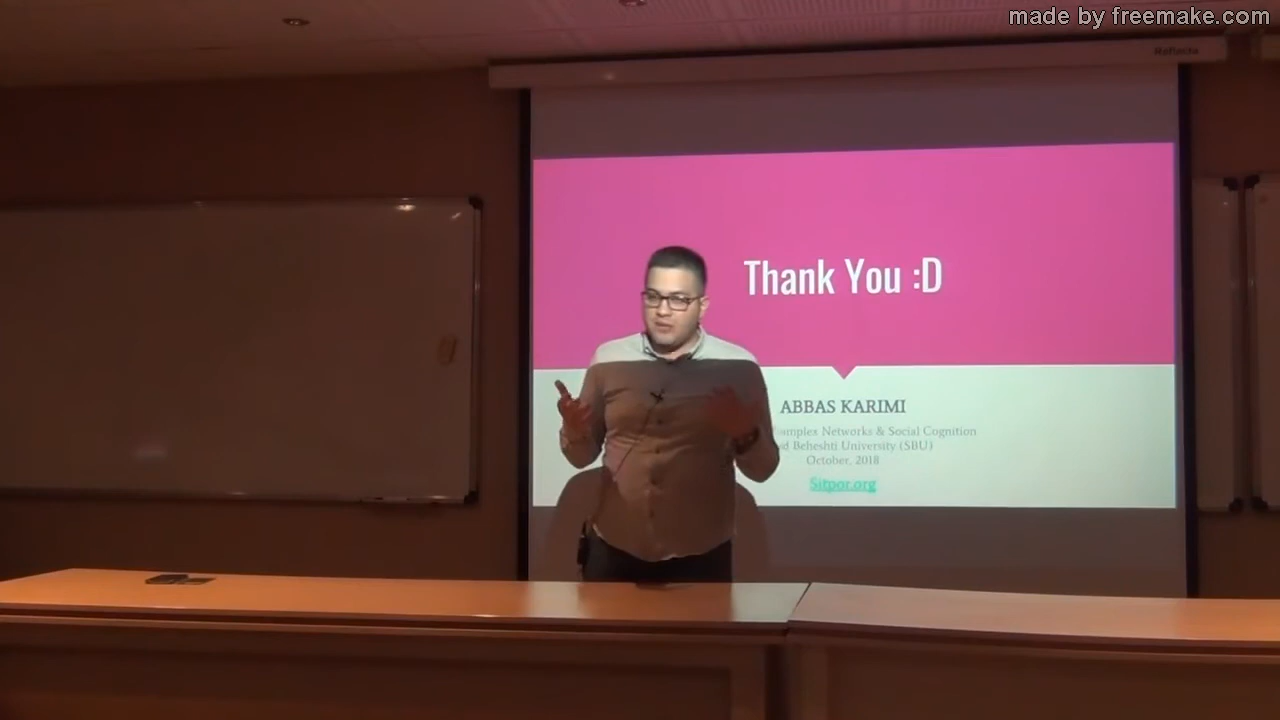 made by freemake.com
Reflecta
Thank You :D
ABBAS KARIMI
Complex Networks & Social Cognition
Beheshti University (SBU)
October, 2018
Sitpor.org